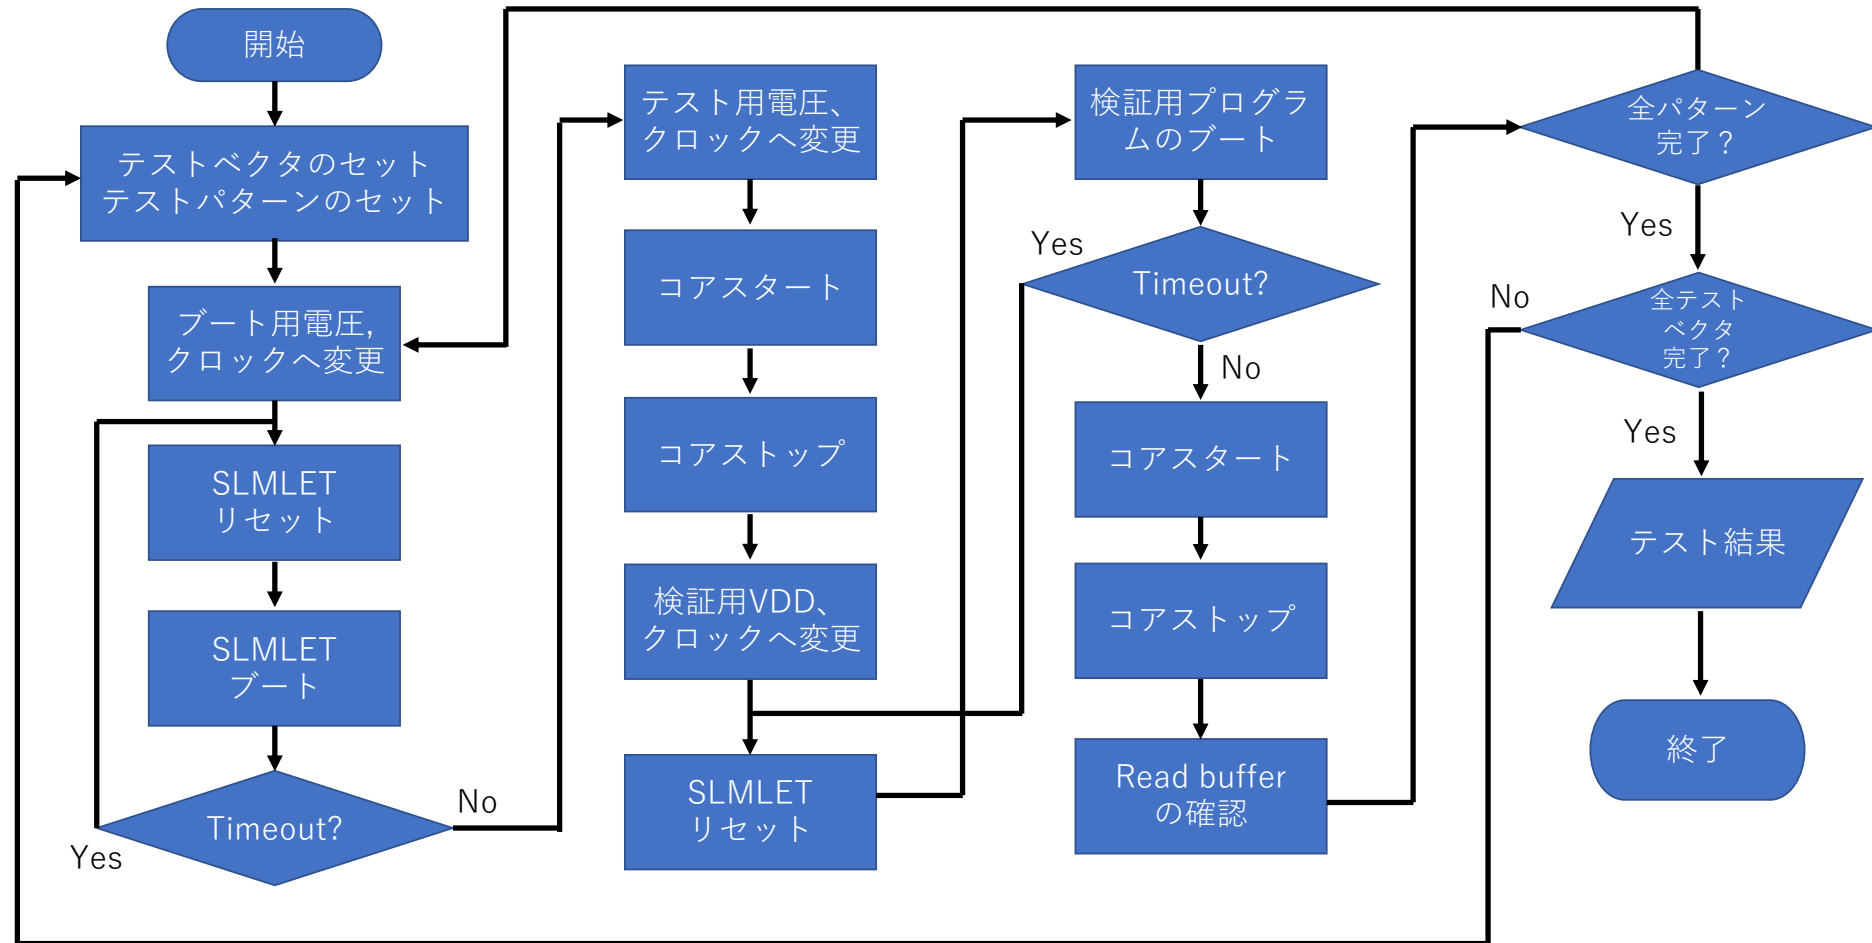 開始
テストベクタのセット
テストパターンのセット
ブート用電圧,
クロックへ変更
SLMLET
リセット
SLMLET
ブート
Timeout?
Yes
No
テスト用電圧、
クロックへ変更
コアスタート
コアストップ
検証用VDD、
クロックへ変更
SLMLET
リセット
検証用プログラ
ムのブート
Yes
Timeout?
No
コアスタート
コアストップ
Read buffer
の確認
全パターン
完了？
Yes
No
全テスト
ベクタ
完了？
Yes
テスト結果
終了